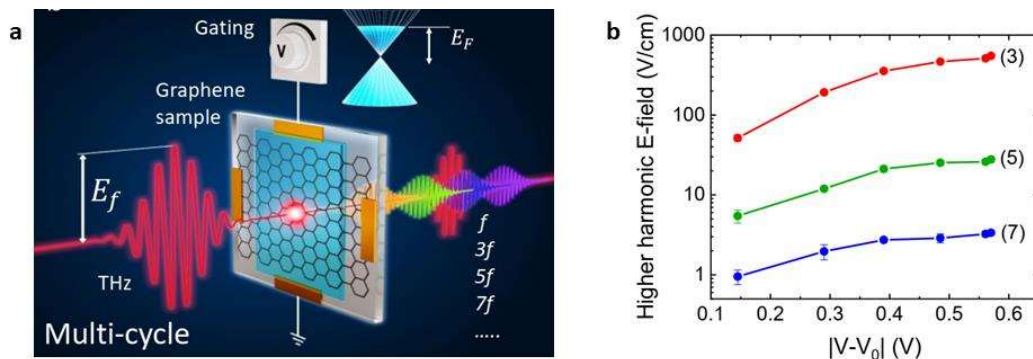 a
Gating
V
E_F
Graphene
sample
E_f
THz
Multi-cycle
f
3f
5f
7f
.....
b
Higher harmonic E-field (V/cm)
1000
100
10
1
(3)
(5)
(7)
0.1 0.2 0.3 0.4 0.5 0.6
|V-V₀| (V)